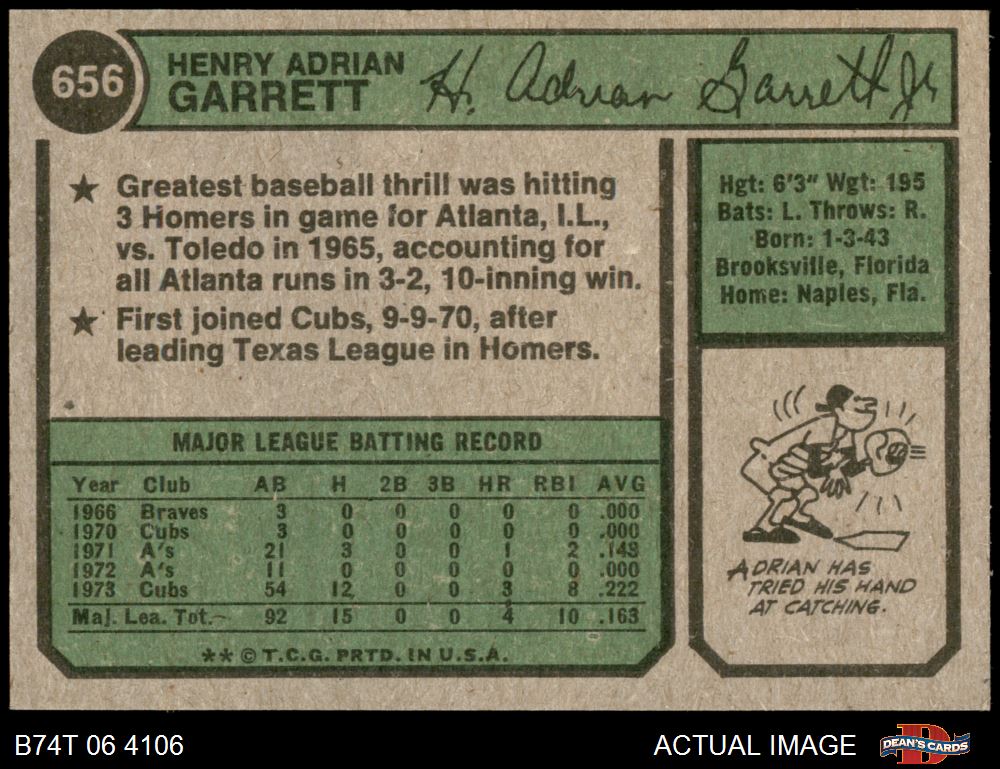 656
HENRY ADRIAN
GARRETT
H. Adrian Garrett Jr
★ Greatest baseball thrill was hitting
3 Homers in game for Atlanta, I.L.,
vs. Toledo in 1965, accounting for
all Atlanta runs in 3-2, 10-inning win.
★ First joined Cubs, 9-9-70, after
leading Texas League in Homers.
Hgt: 6'3" Wgt: 195
Bats: L. Throws: R.
Born: 1-3-43
Brooksville, Florida
Home: Naples, Fla.
MAJOR LEAGUE BATTING RECORD
Year Club AB H 2B 3B HR RBI AVG
1966 Braves 3 0 0 0 0 0 .000
1970 Cubs 3 0 0 0 0 0 .000
1971 A's 21 3 0 0 1 2 .143
1972 A's 11 0 0 0 0 0 .000
1973 Cubs 54 12 0 0 3 8 .222
Maj. Lea. Tot.- 92 15 0 0 4 10 .163
** © T.C.G. PRTD. IN U.S.A.
ADRIAN HAS
TRIED HIS HAND
AT CATCHING.
B74T 06 4106
ACTUAL IMAGE
DEAN'S CARDS